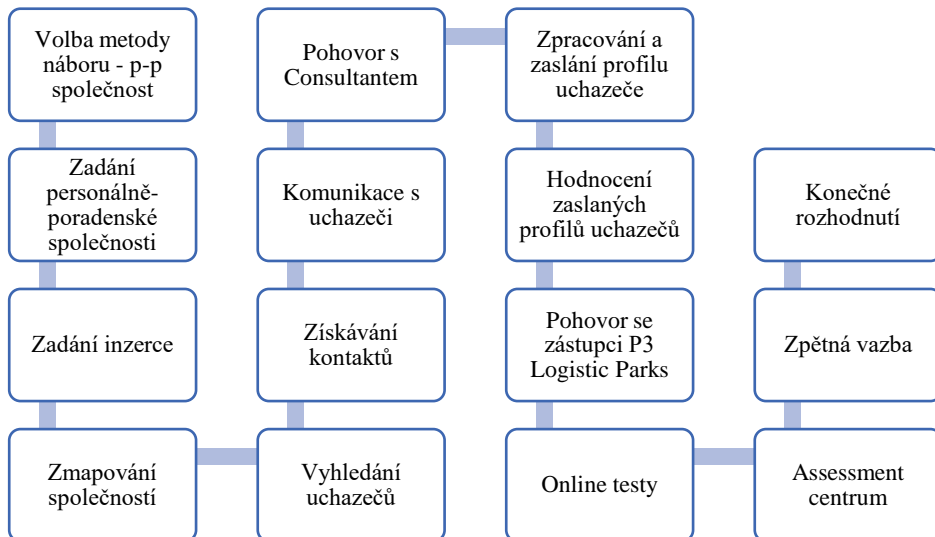 Volba metody
náboru - p-p
společnost
Zadání
personálně-
poradenské
společnosti
Zadání inzerce
Zmapování
společností
Vyhledání
uchazečů
Získávání
kontaktů
Komunikace s
uchazeči
Pohovor s
Consultantem
Zpracování a
zaslání profilu
uchazeče
Hodnocení
zaslaných
profilů uchazečů
Pohovor se
zástupci P3
Logistic Parks
Online testy
Assessment
centrum
Zpětná vazba
Konečné
rozhodnutí